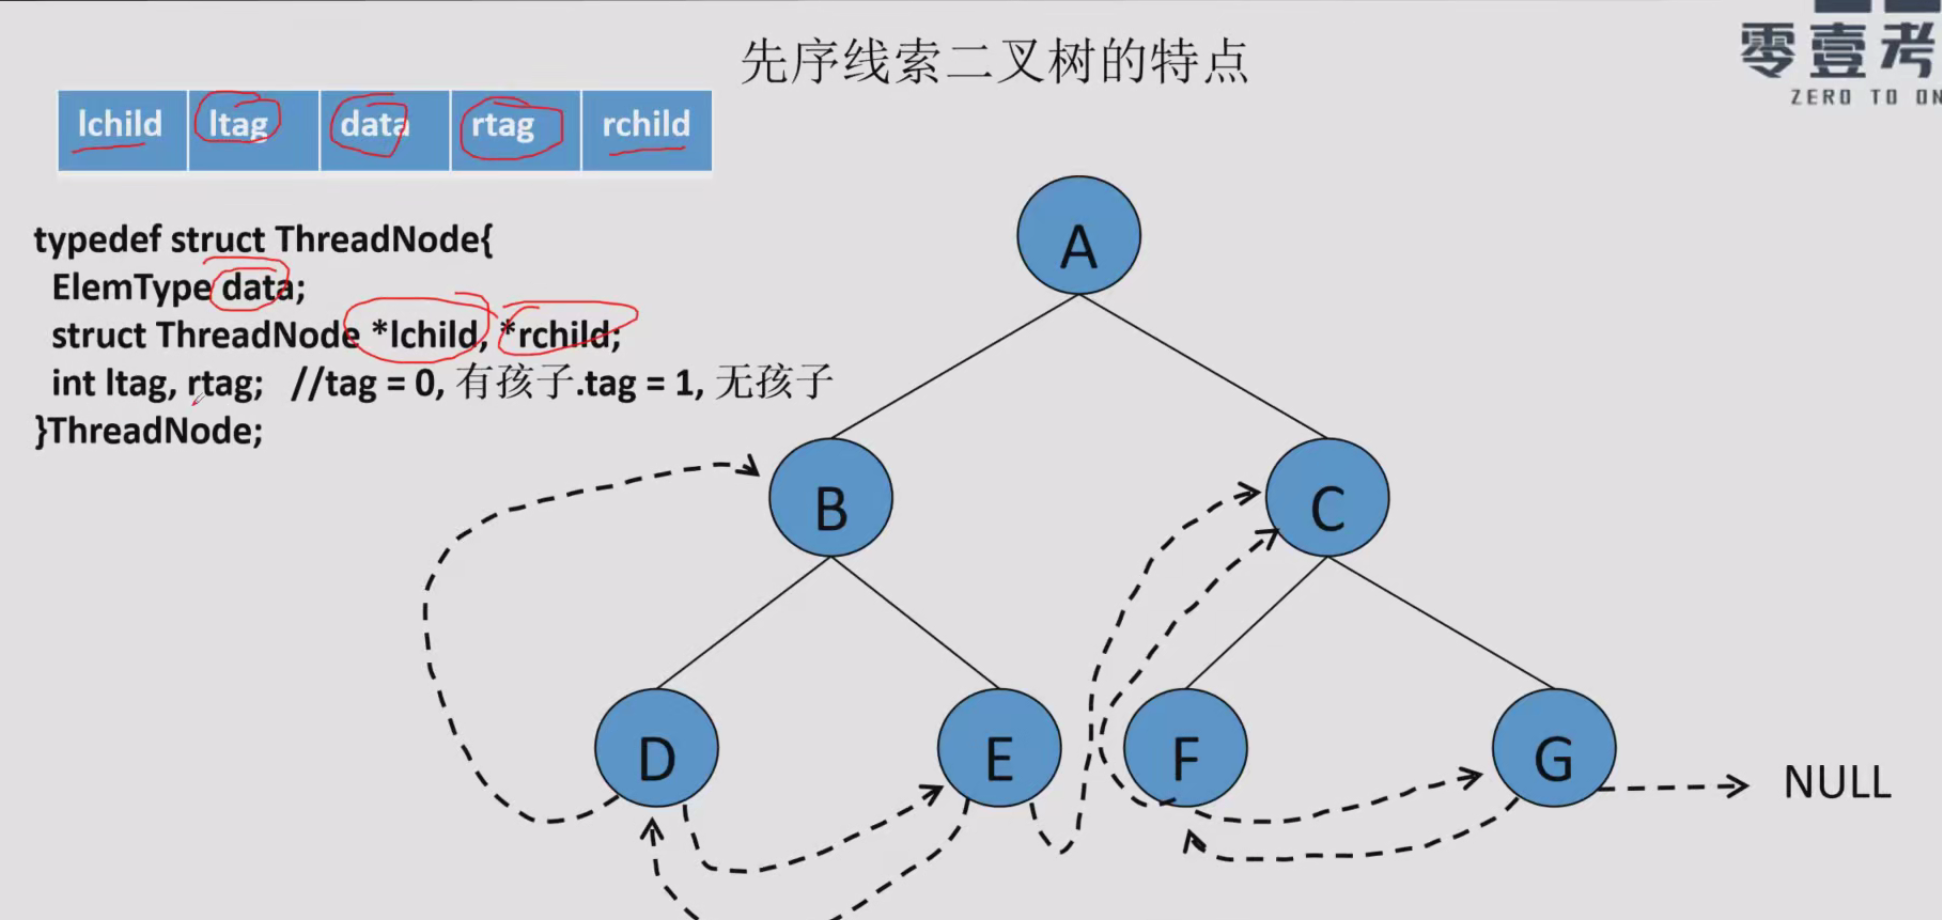 先序线索二叉树的特点
零壹考
ZERO TO ON
lchild ltag data rtag rchild
typedef struct ThreadNode{
ElemType data;
struct ThreadNode *lchild, *rchild;
int ltag, rtag; //tag = 0, 有孩子.tag = 1, 无孩子
}ThreadNode;
A
B C
D E F G NULL